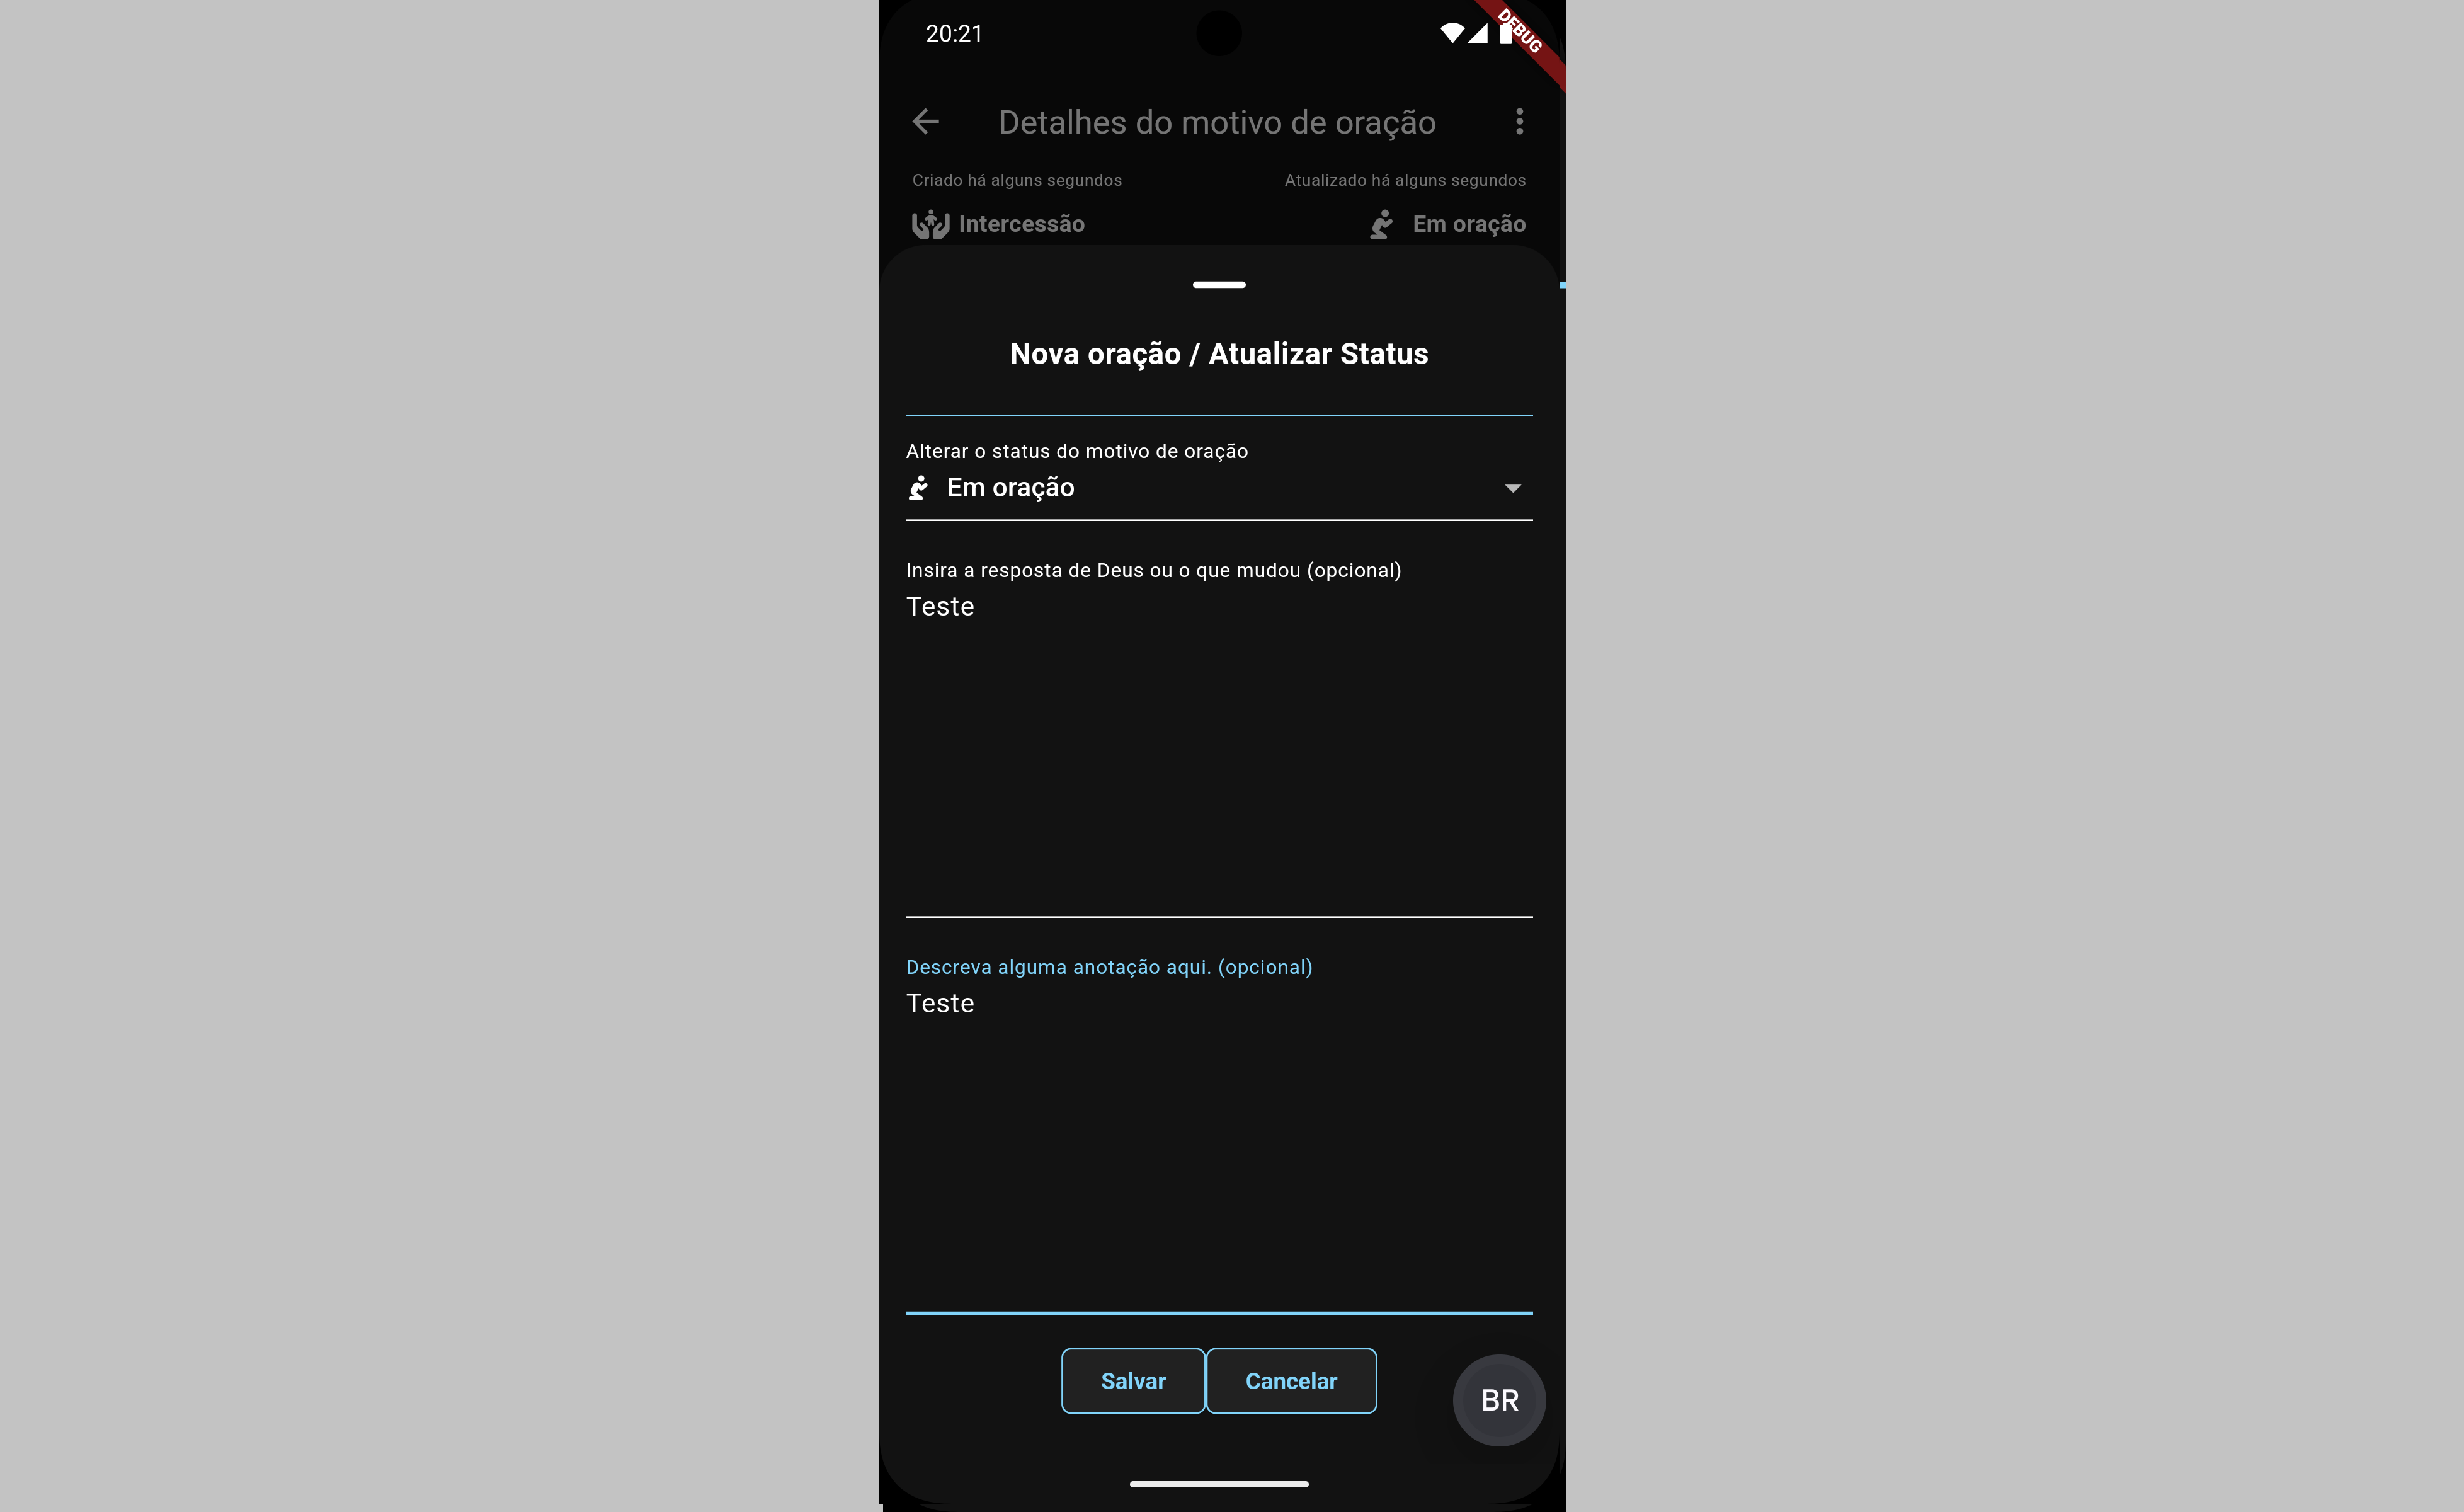 20:21
DEBUG
Detalhes do motivo de oração
Criado há alguns segundos Atualizado há alguns segundos
Intercessão Em oração
Nova oração / Atualizar Status
Alterar o status do motivo de oração
Em oração
Insira a resposta de Deus ou o que mudou (opcional)
Teste
Descreva alguma anotação aqui. (opcional)
Teste
Salvar Cancelar
BR